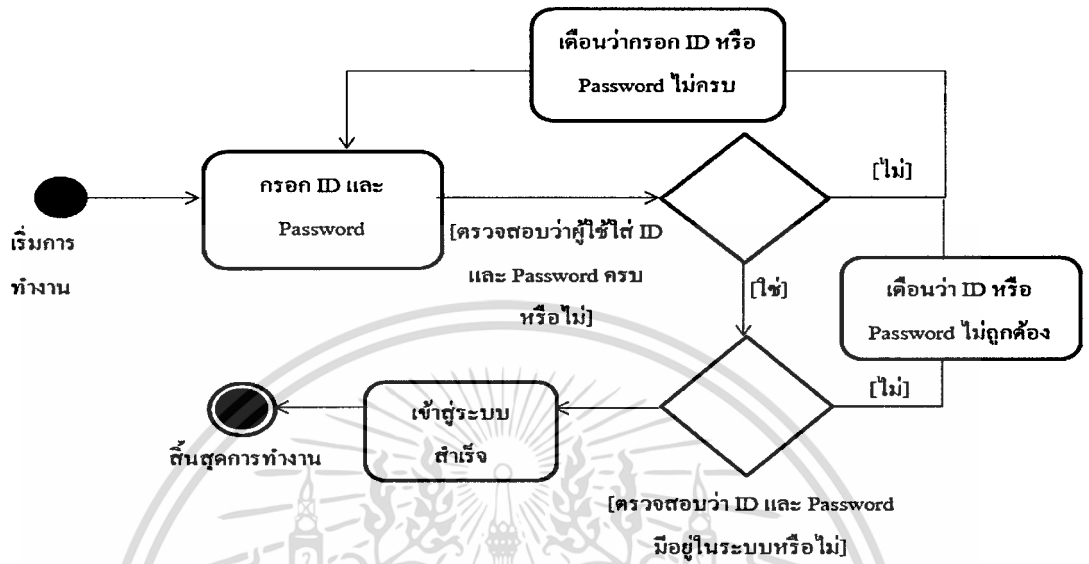 เตือนว่ากรอก ID หรือ
Password ไม่ครบ
กรอก ID และ
Password
[ไม่]
เริ่มการ
ทำงาน
[ตรวจสอบว่าผู้ใช้ใส่ ID
และ Password ครบ
หรือไม่]
[ใช่]
เตือนว่า ID หรือ
Password ไม่ถูกต้อง
[ไม่]
เข้าสู่ระบบ
สำเร็จ
สิ้นสุดการทำงาน
[ตรวจสอบว่า ID และ Password
มีอยู่ในระบบหรือไม่]